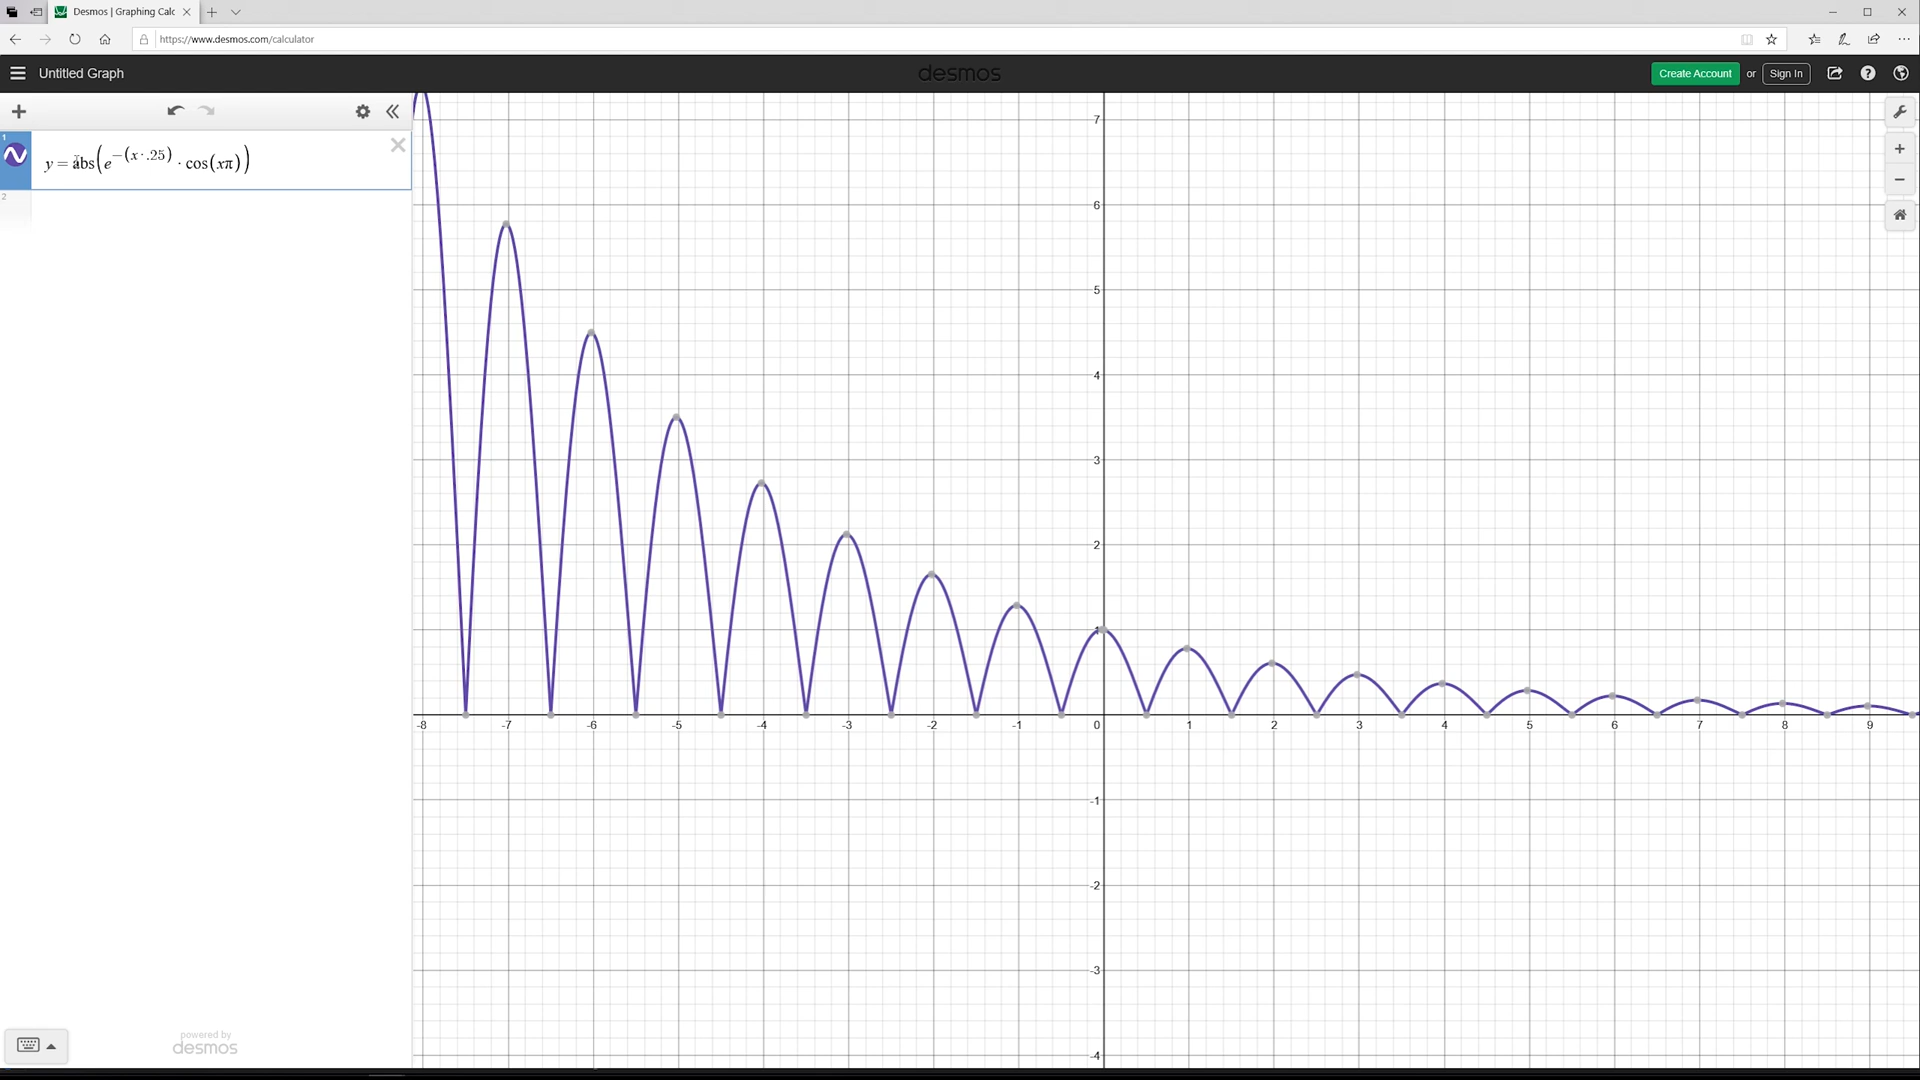 Desmos | Graphing Calc
https://www.desmos.com/calculator
Untitled Graph
desmos
Create Account or Sign In
1
y = abs(e^−(x·.25) · cos(xπ))
2
7
6
5
4
3
2
1
-8 -7 -6 -5 -4 -3 -2 -1 0 1 2 3 4 5 6 7 8 9
-1
-2
-3
-4
powered by
desmos